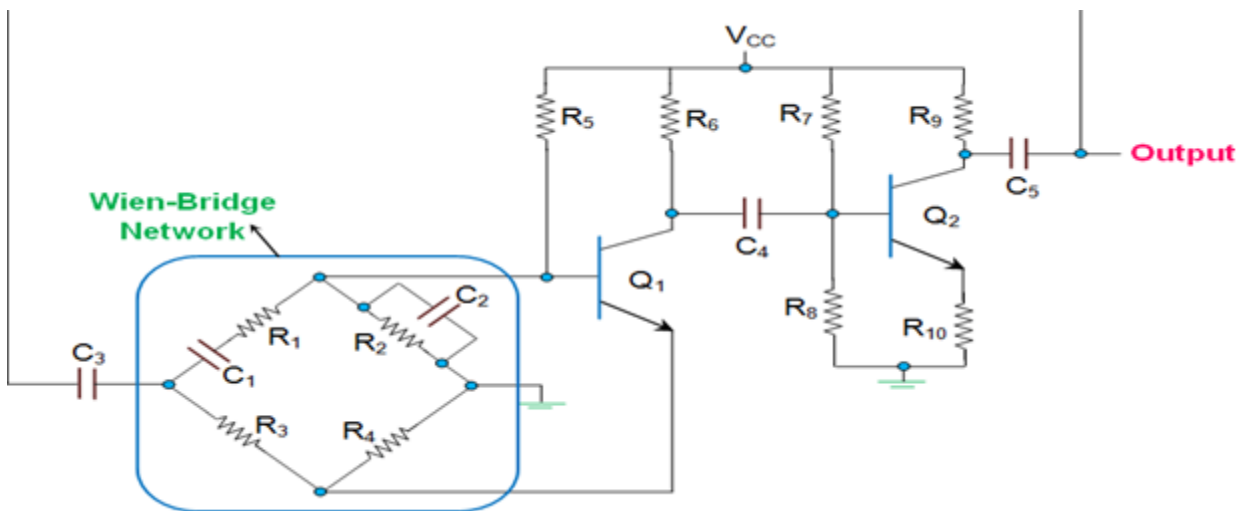 V_CC
R5
R6
R7
R9
Output
C5
Wien-Bridge
Network
C4
Q2
Q1
C2
R1
R2
R8
R10
C3
C1
R3
R4